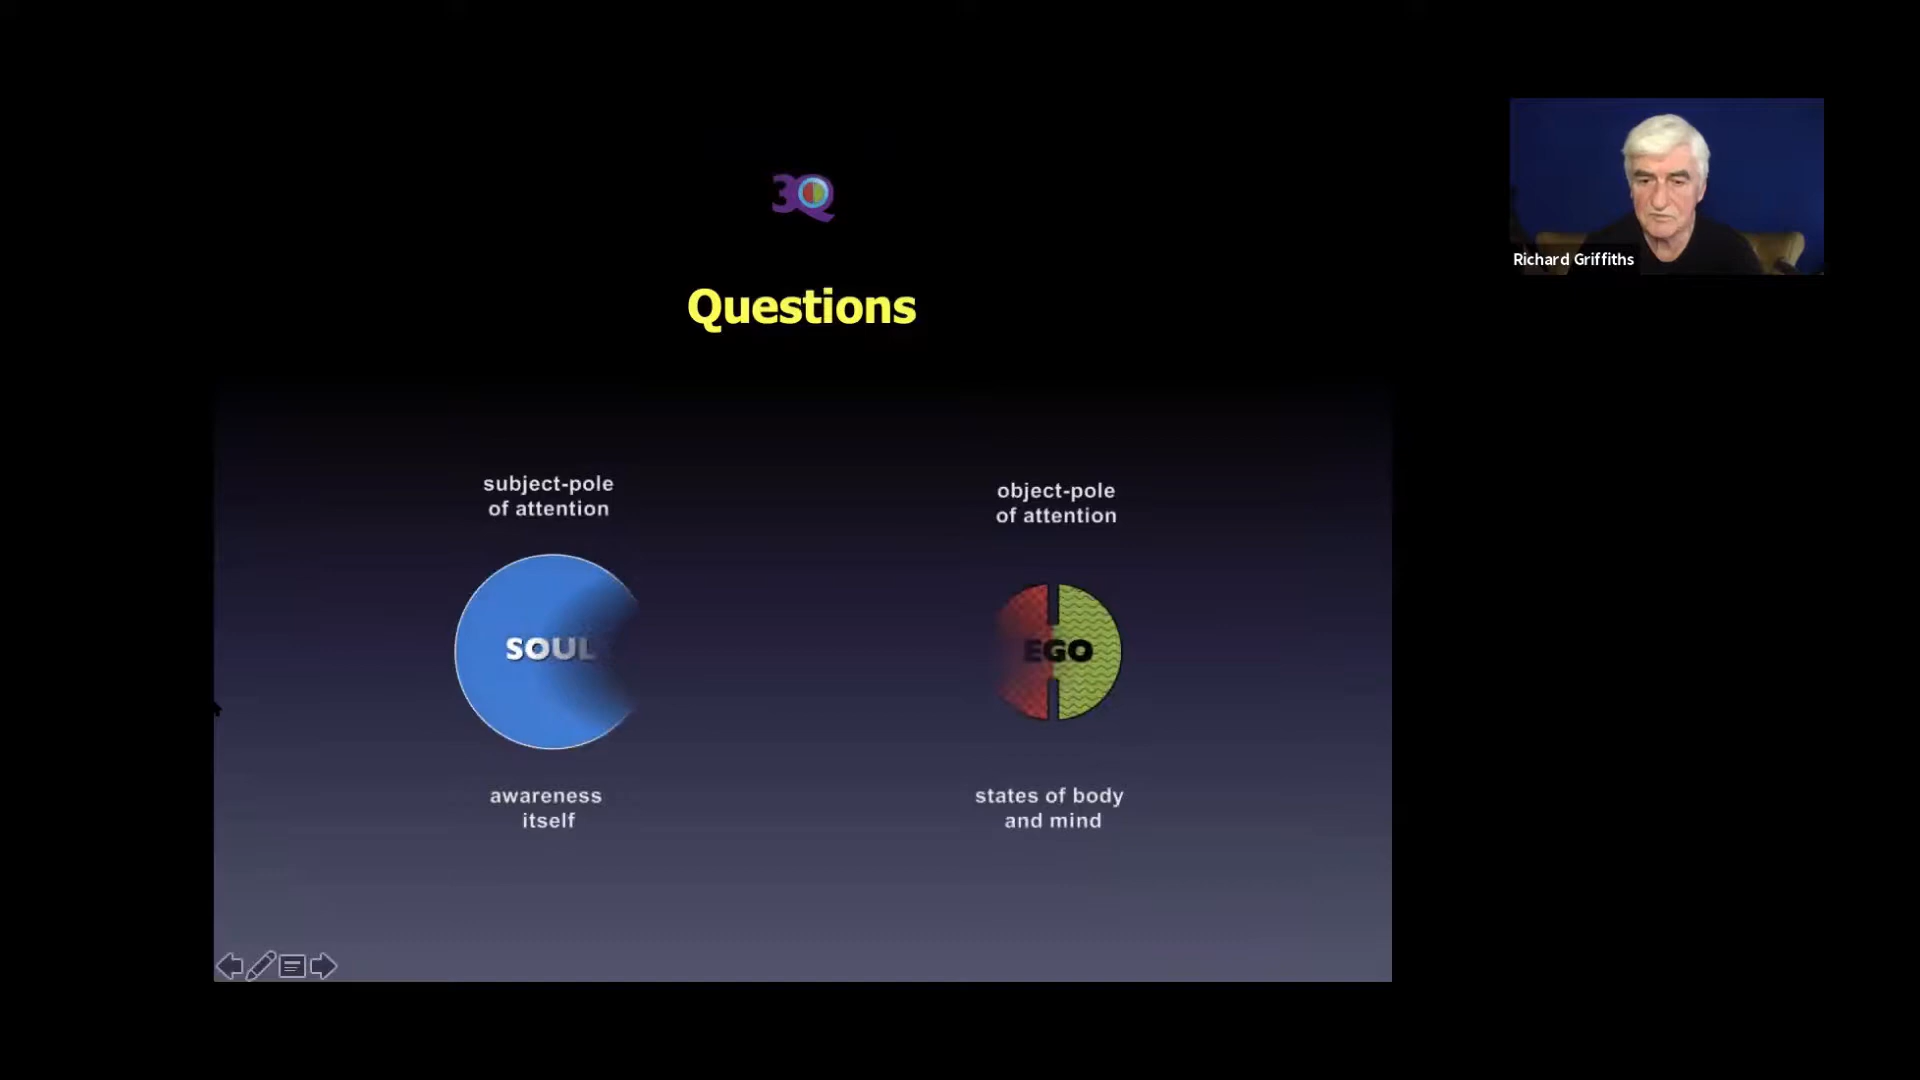 3Q
Richard Griffiths
Questions
subject-pole
of attention
object-pole
of attention
SOUL
EGO
awareness
itself
states of body
and mind